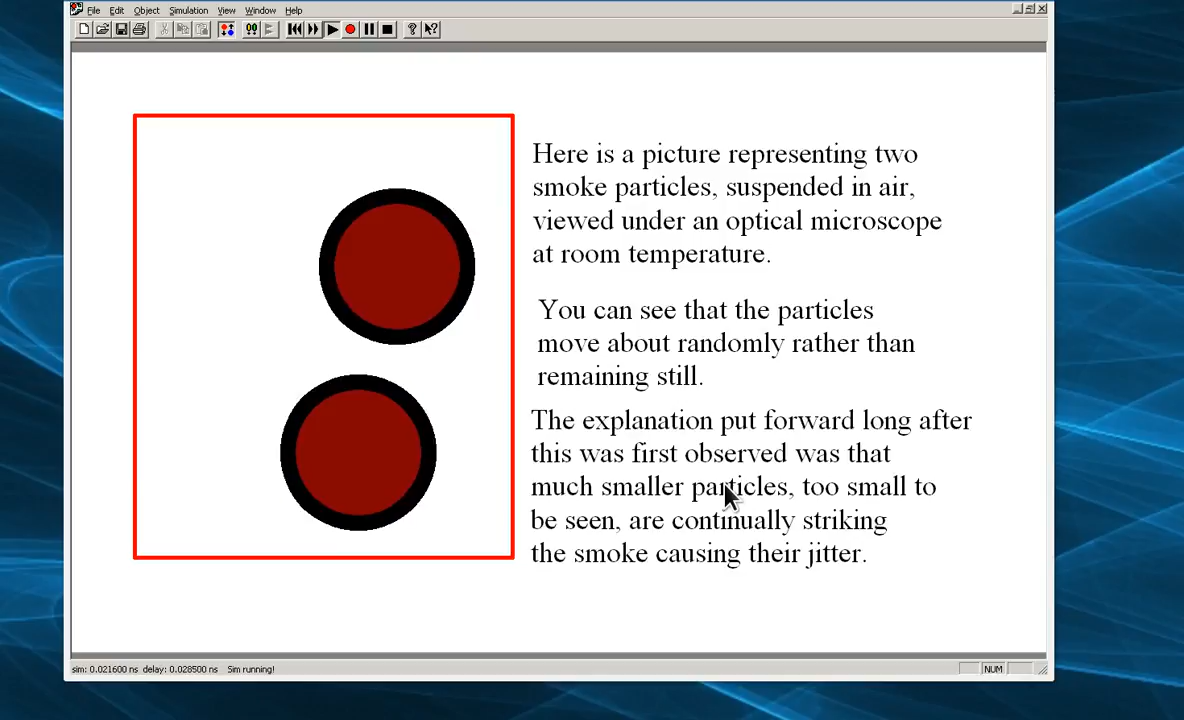 File Edit Object Simulation View Window Help
Here is a picture representing two
smoke particles, suspended in air,
viewed under an optical microscope
at room temperature.
You can see that the particles
move about randomly rather than
remaining still.
The explanation put forward long after
this was first observed was that
much smaller particles, too small to
be seen, are continually striking
the smoke causing their jitter.
sim: 0.021600 ns delay: 0.028500 ns Sim running! NUM